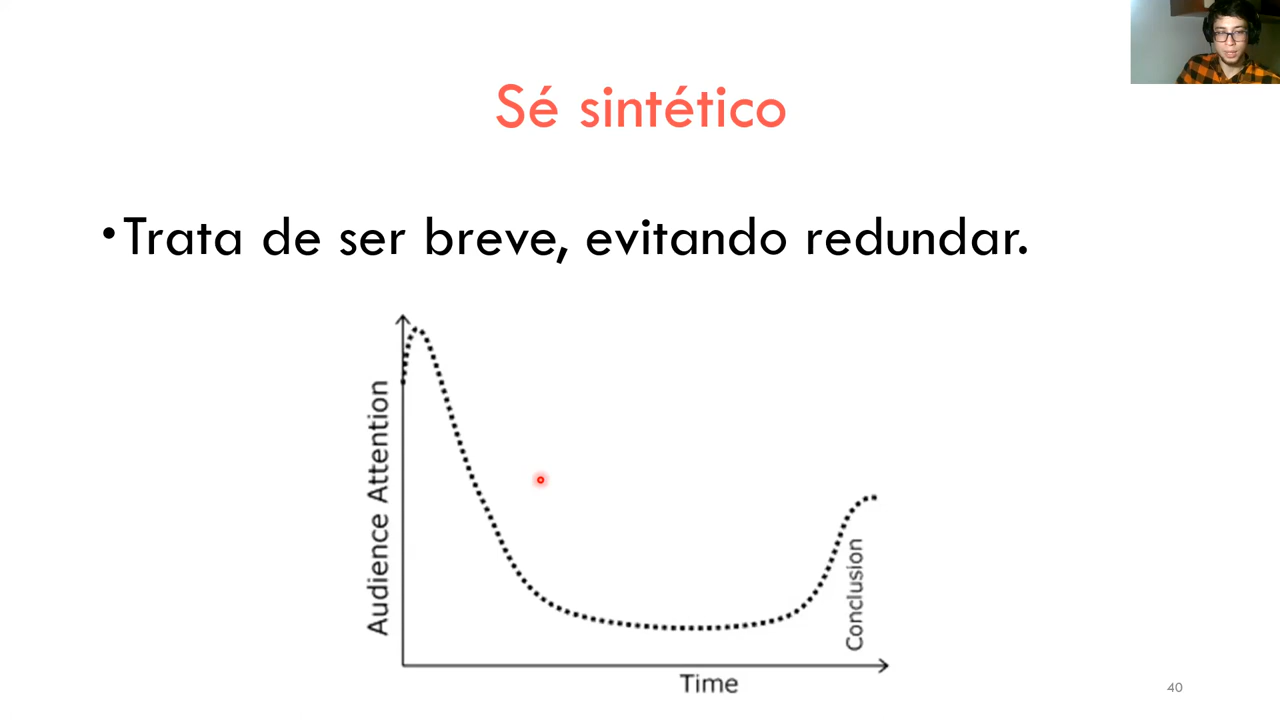 Sé sintético
•Trata de ser breve, evitando redundar.
Audience Attention
Conclusion
Time
40